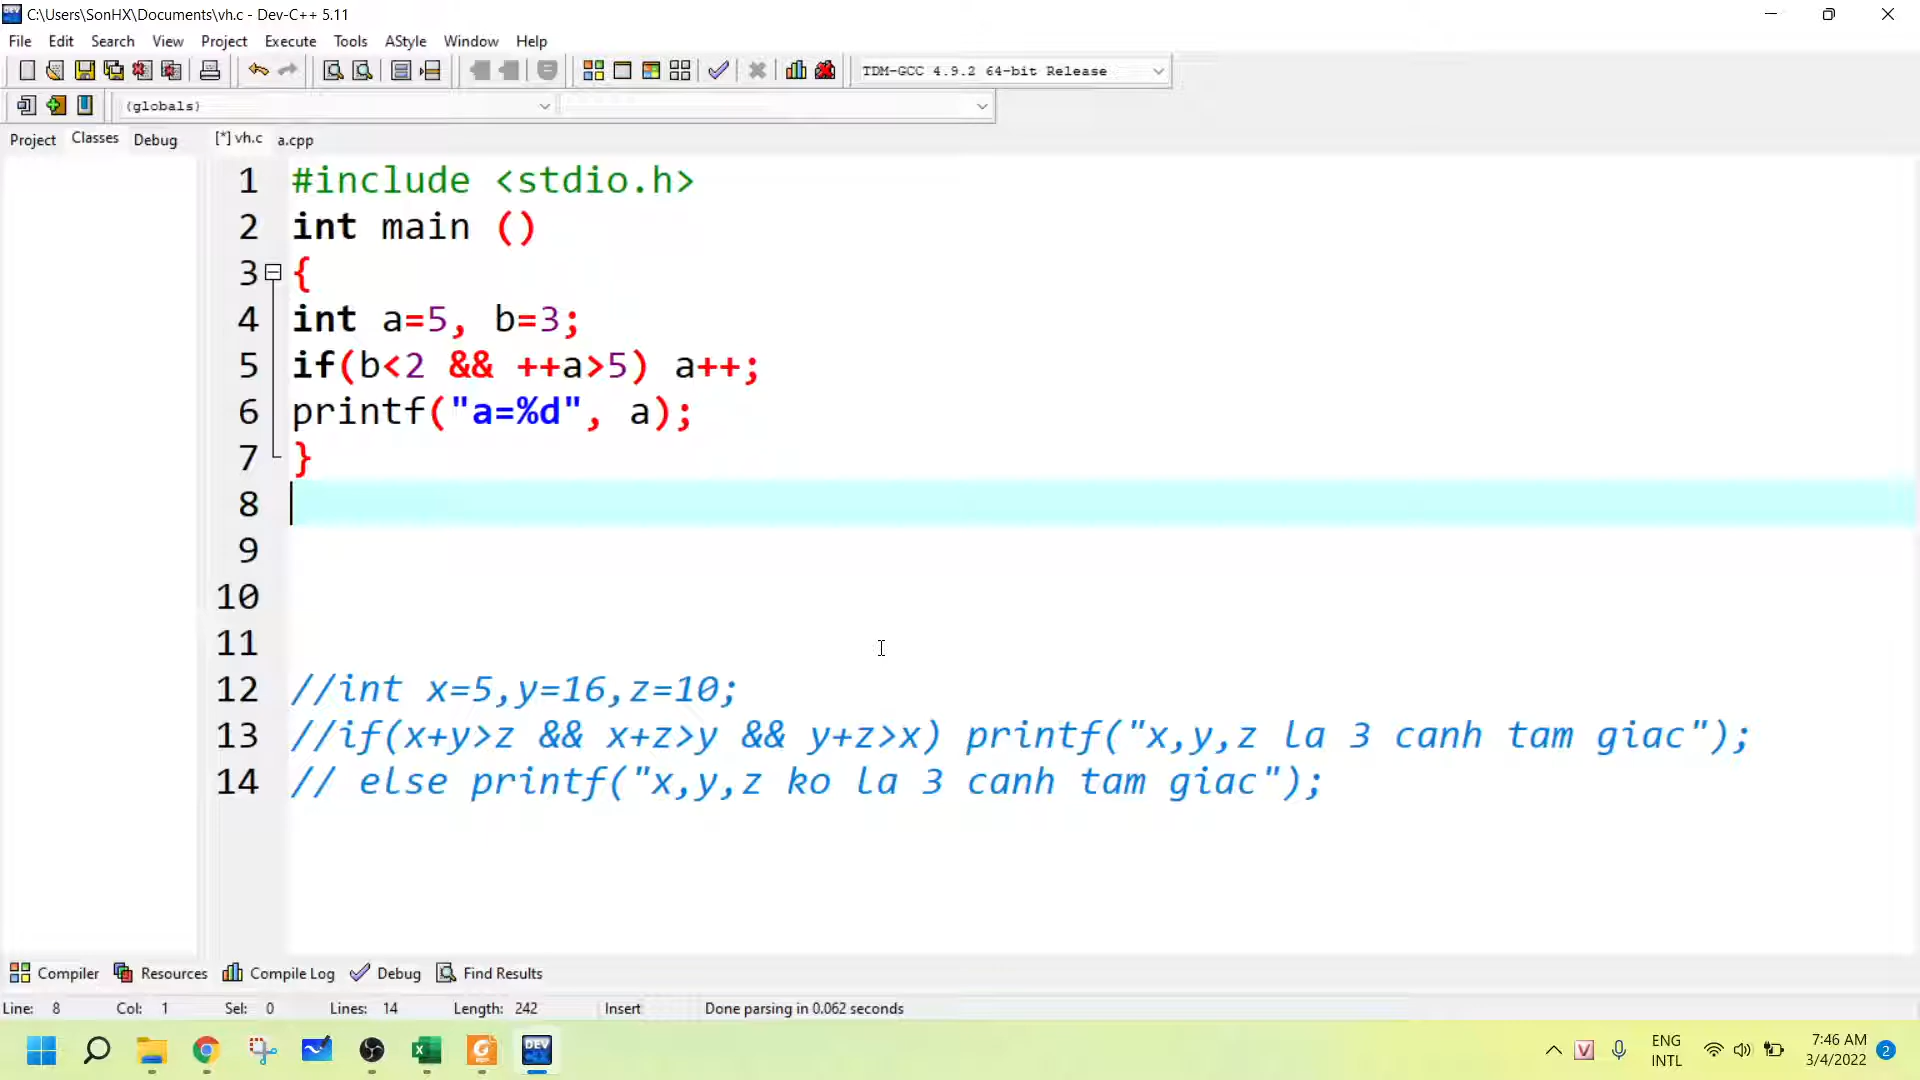 C:\Users\SonHX\Documents\vh.c - Dev-C++ 5.11
File Edit Search View Project Execute Tools AStyle Window Help
TDM-GCC 4.9.2 64-bit Release
(globals)
Project Classes Debug [*] vh.c a.cpp
1 #include <stdio.h>
2 int main ()
3 {
4 int a=5, b=3;
5 if(b<2 && ++a>5) a++;
6 printf("a=%d", a);
7 }
8
9
10
11
12 //int x=5,y=16,z=10;
13 //if(x+y>z && x+z>y && y+z>x) printf("x,y,z la 3 canh tam giac");
14 // else printf("x,y,z ko la 3 canh tam giac");
Compiler Resources Compile Log Debug Find Results
Line: 8 Col: 1 Sel: 0 Lines: 14 Length: 242 Insert Done parsing in 0.062 seconds
DEV
V
ENG
INTL
7:46 AM
3/4/2022
2